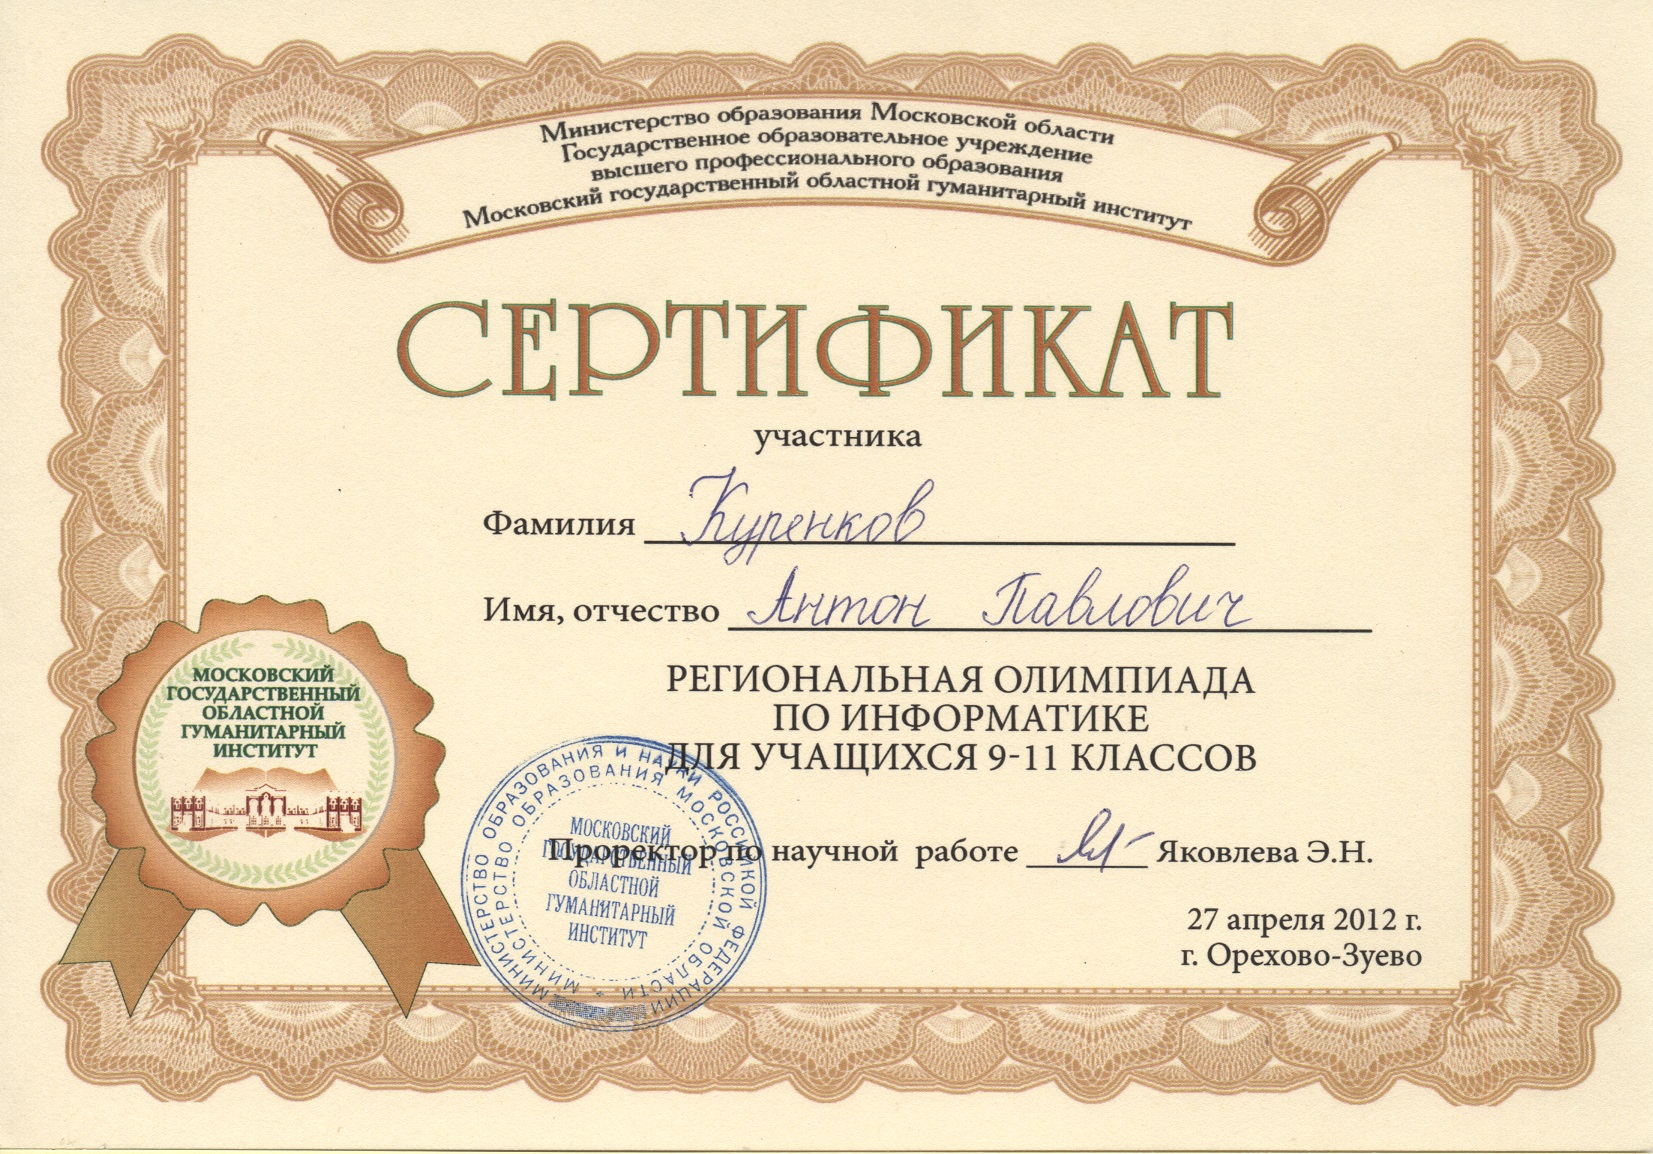 Министерство образования Московской области
Государственное образовательное учреждение
высшего профессионального образования
Московский государственный областной гуманитарный институт
СЕРТИФИКАТ
участника
Фамилия Куренков
Имя, отчество Антон Павлович
РЕГИОНАЛЬНАЯ ОЛИМПИАДА
ПО ИНФОРМАТИКЕ
ДЛЯ УЧАЩИХСЯ 9-11 КЛАССОВ
Проректор по научной работе Яковлева Э.Н.
27 апреля 2012 г.
г. Орехово-Зуево
МОСКОВСКИЙ
ГОСУДАРСТВЕННЫЙ
ОБЛАСТНОЙ
ГУМАНИТАРНЫЙ
ИНСТИТУТ
МИНИСТЕРСТВО ОБРАЗОВАНИЯ И НАУКИ РОССИЙСКОЙ ФЕДЕРАЦИИ
МИНИСТЕРСТВО ОБРАЗОВАНИЯ МОСКОВСКОЙ ОБЛАСТИ
МОСКОВСКИЙ
ГОСУДАРСТВЕННЫЙ
ОБЛАСТНОЙ
ГУМАНИТАРНЫЙ
ИНСТИТУТ